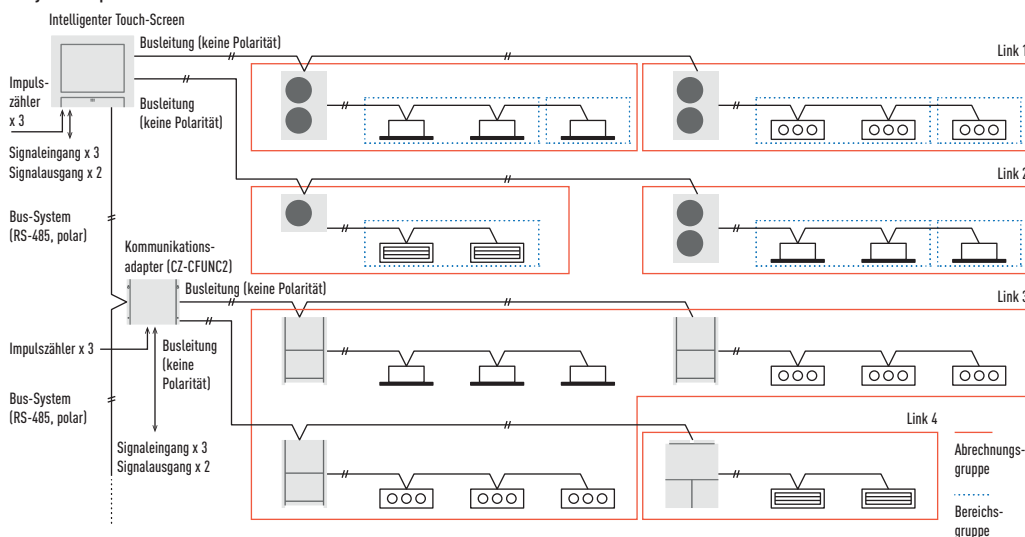 Intelligenter Touch-Screen
Busleitung (keine Polarität)
Link 1
Impuls-
zähler
x 3
Busleitung
(keine Polarität)
Signaleingang x 3
Signalausgang x 2
Link 2
Bus-System
(RS-485, polar)
Kommunikations-
adapter (CZ-CFUNC2)
Busleitung (keine Polarität)
Link 3
Impulszähler x 3
Busleitung
(keine
Polarität)
Bus-System
(RS-485, polar)
Signaleingang x 3
Signalausgang x 2
Link 4
Abrechnungs-
gruppe
Bereichs-
gruppe